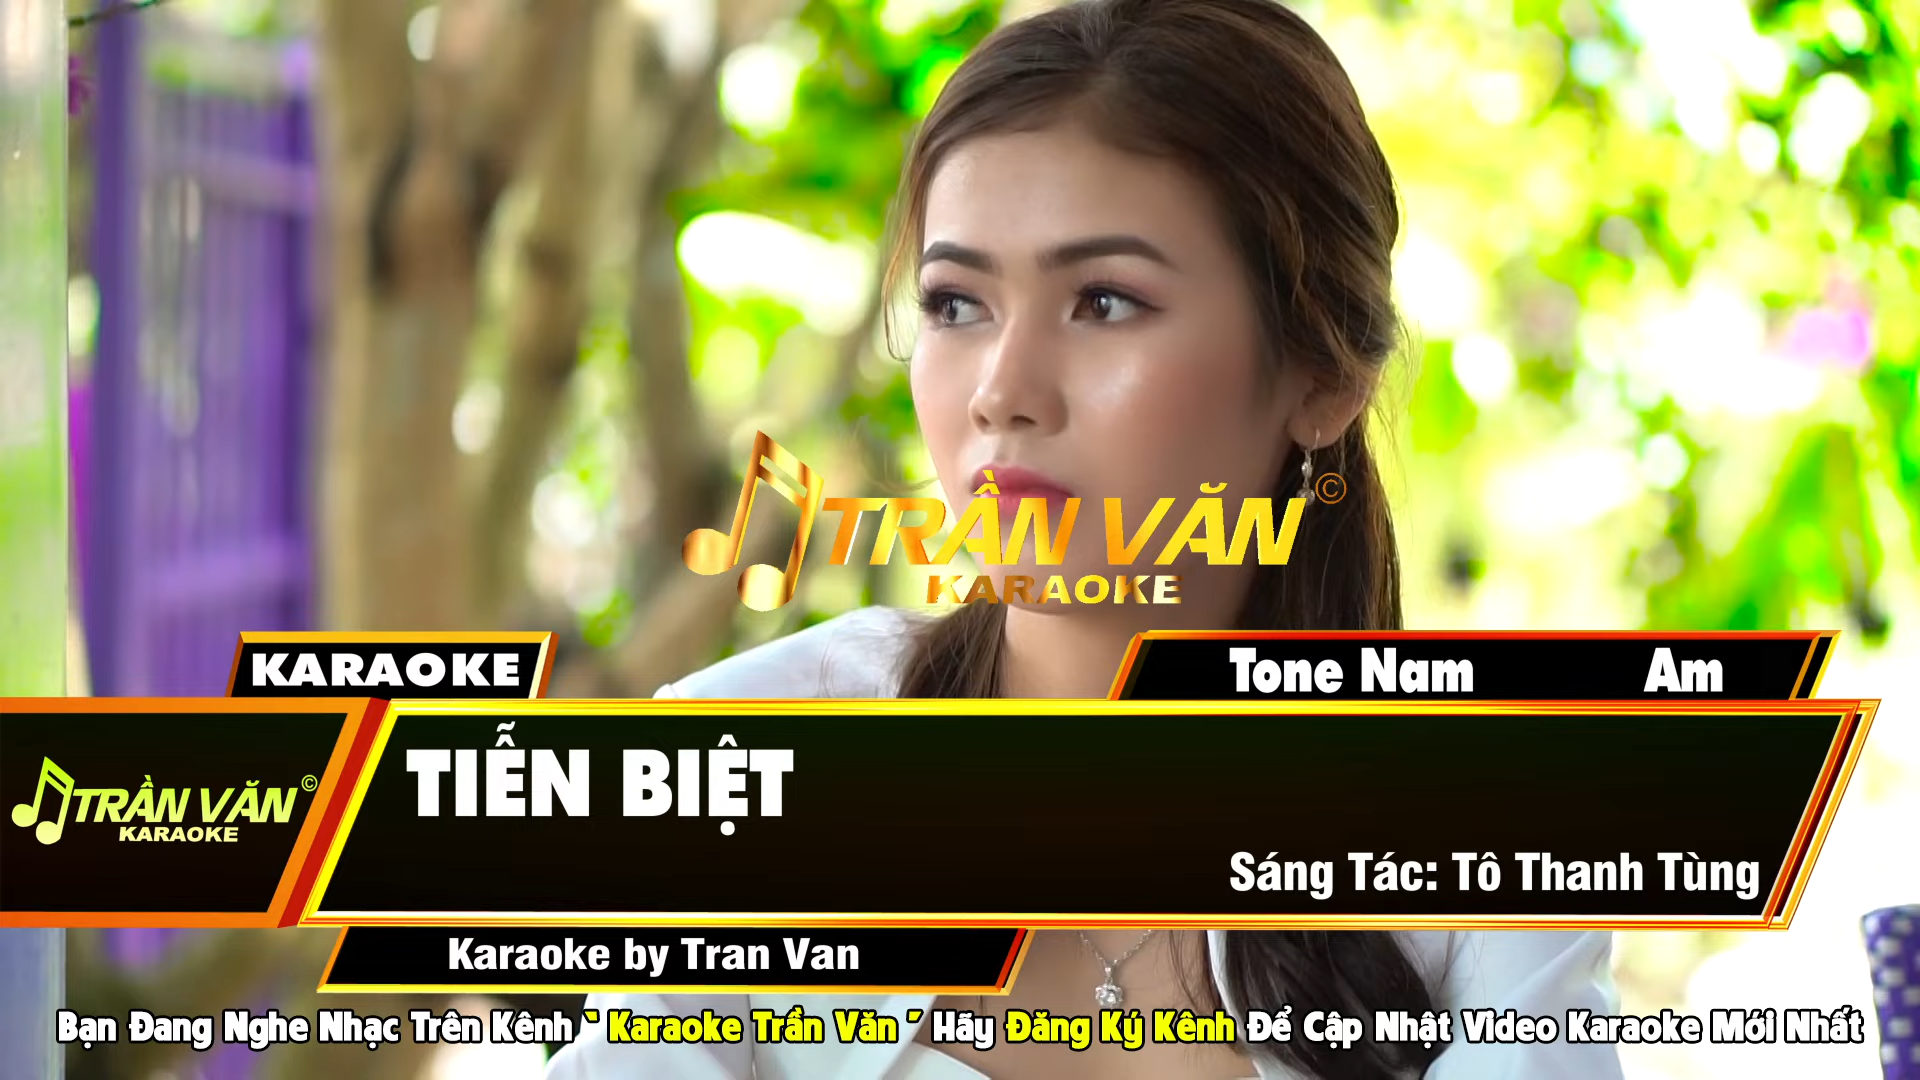 TRẦN VĂN ©
KARAOKE
KARAOKE
Tone Nam Am
TIỄN BIỆT
TRẦN VĂN ©
KARAOKE
Sáng Tác: Tô Thanh Tùng
Karaoke by Tran Van
Bạn Đang Nghe Nhạc Trên Kênh ` Karaoke Trần Văn ´ Hãy Đăng Ký Kênh Để Cập Nhật Video Karaoke Mới Nhất